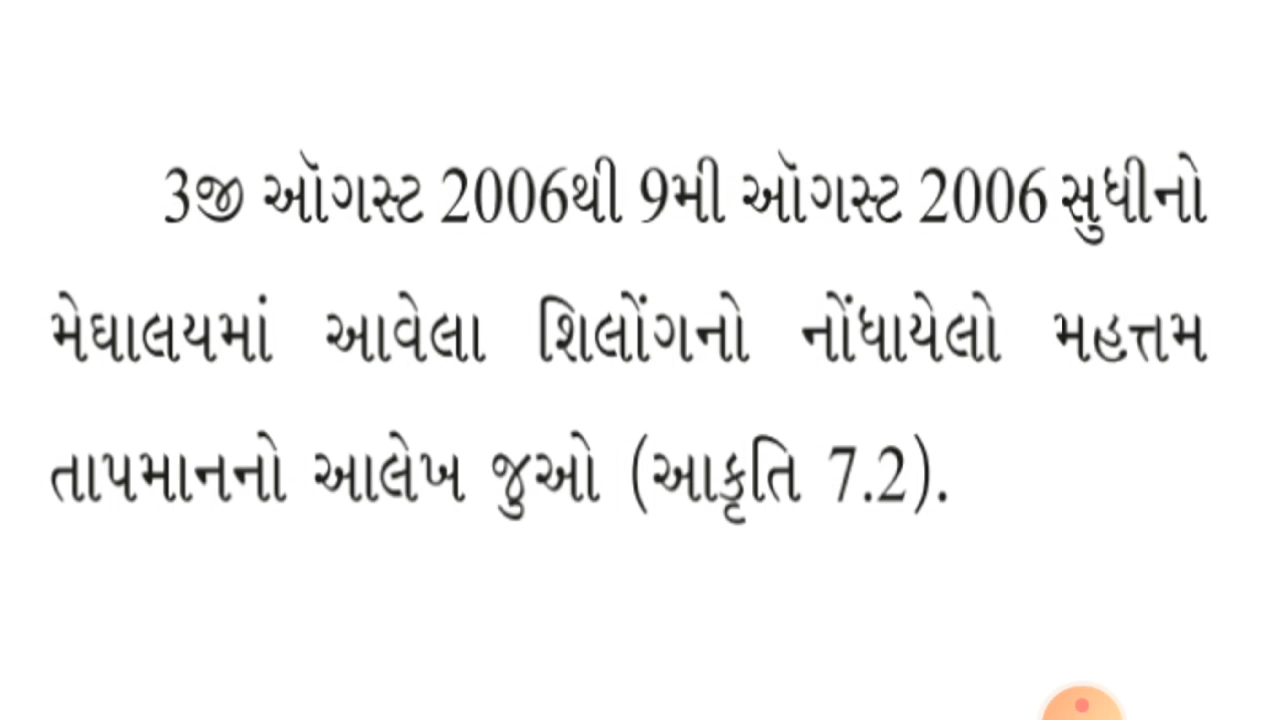 3જી ઑગસ્ટ 2006થી 9મી ઑગસ્ટ 2006 સુધીનો
મેઘાલયમાં આવેલા શિલોંગનો નોંધાયેલો મહત્તમ
તાપમાનનો આલેખ જુઓ (આકૃતિ 7.2).